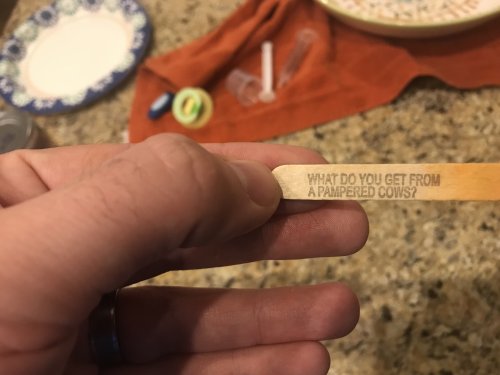 WHAT DO YOU GET FROM
A PAMPERED COWS?